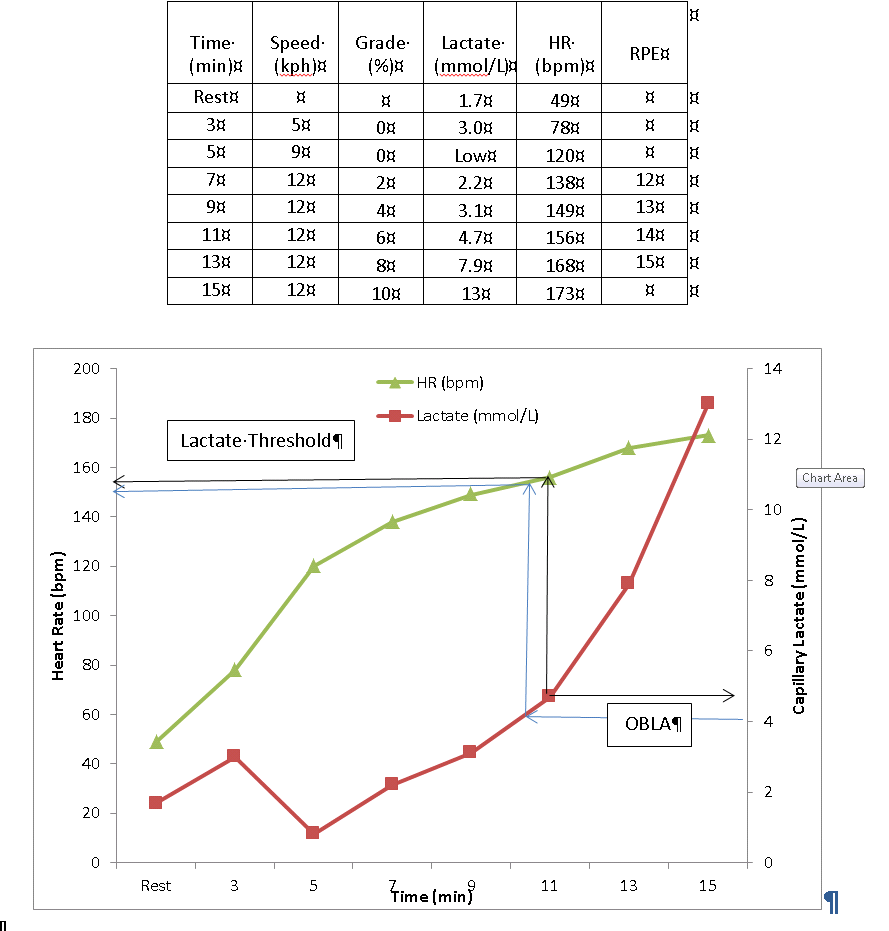 ¤
Time· Speed· Grade· Lactate· HR· RPE¤
(min)¤ (kph)¤ (%)¤ (mmol/L)¤ (bpm)¤
Rest¤ ¤ ¤ 1.7¤ 49¤ ¤ ¤
3¤ 5¤ 0¤ 3.0¤ 78¤ ¤ ¤
5¤ 9¤ 0¤ Low¤ 120¤ ¤ ¤
7¤ 12¤ 2¤ 2.2¤ 138¤ 12¤ ¤
9¤ 12¤ 4¤ 3.1¤ 149¤ 13¤ ¤
11¤ 12¤ 6¤ 4.7¤ 156¤ 14¤ ¤
13¤ 12¤ 8¤ 7.9¤ 168¤ 15¤ ¤
15¤ 12¤ 10¤ 13¤ 173¤ ¤ ¤
200 14
HR (bpm)
Lactate (mmol/L)
180
Lactate·Threshold¶
12
160
Chart Area
140 10
120
8
100
Heart Rate (bpm)
Capillary Lactate (mmol/L)
80 6
60
OBLA¶ 4
40
2
20
0 0
Rest 3 5 7 9 11 13 15
Time (min)
¶
¶